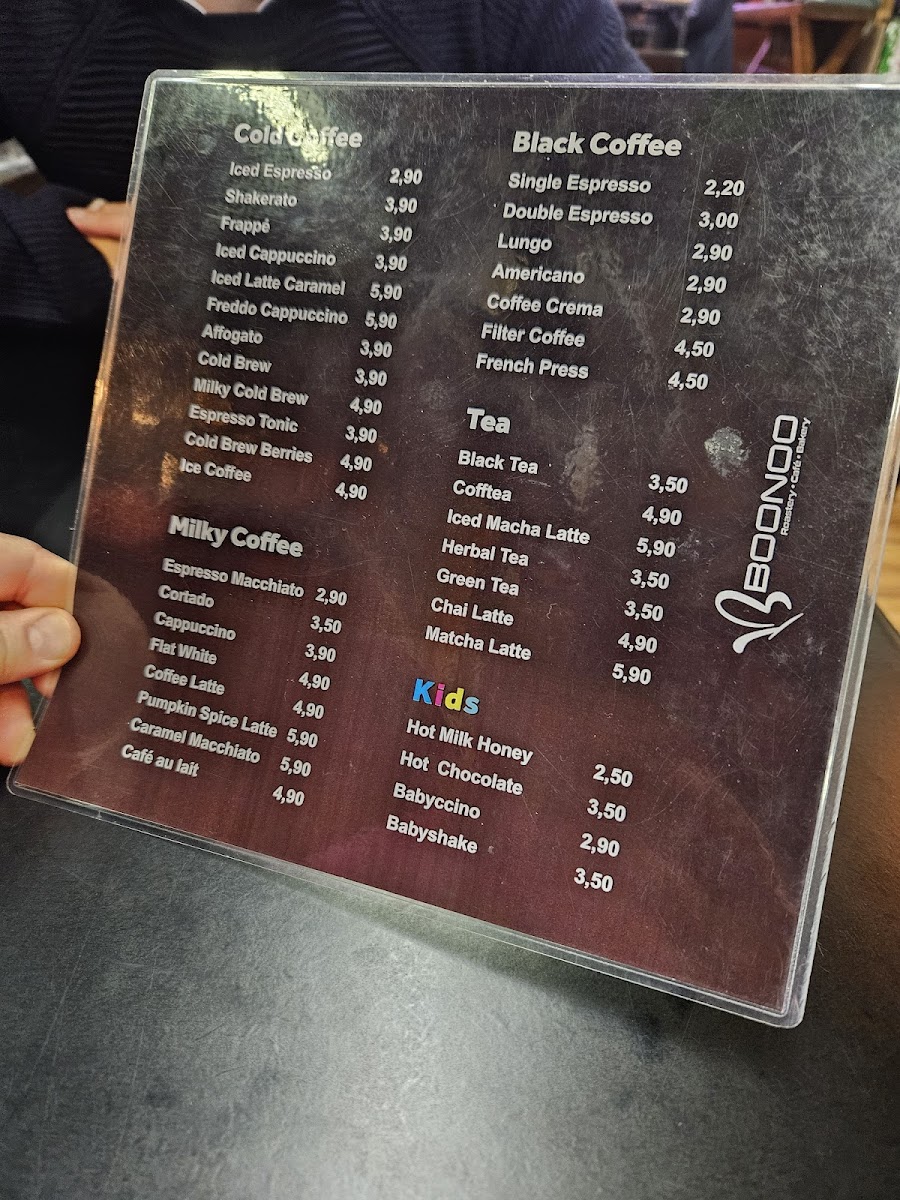 Cold Coffee
Iced Espresso 2,90
Shakerato 3,90
Frappé 3,90
Iced Cappuccino 3,90
Iced Latte Caramel 5,90
Freddo Cappuccino 5,90
Affogato 3,90
Cold Brew 3,90
Milky Cold Brew 4,90
Espresso Tonic 3,90
Cold Brew Berries 4,90
Ice Coffee 4,90
Milky Coffee
Espresso Macchiato 2,90
Cortado 3,50
Cappuccino 3,90
Flat White 4,90
Coffee Latte 4,90
Pumpkin Spice Latte 5,90
Caramel Macchiato 5,90
Café au lait 4,90
Black Coffee
Single Espresso 2,20
Double Espresso 3,00
Lungo 2,90
Americano 2,90
Coffee Crema 2,90
Filter Coffee 4,50
French Press 4,50
Tea
Black Tea 3,50
Cofftea 4,90
Iced Macha Latte 5,90
Herbal Tea 3,50
Green Tea 3,50
Chai Latte 4,90
Matcha Latte 5,90
Kids
Hot Milk Honey 2,50
Hot Chocolate 3,50
Babyccino 2,90
Babyshake 3,50
BOONOO
Roastery • Café • Bakery